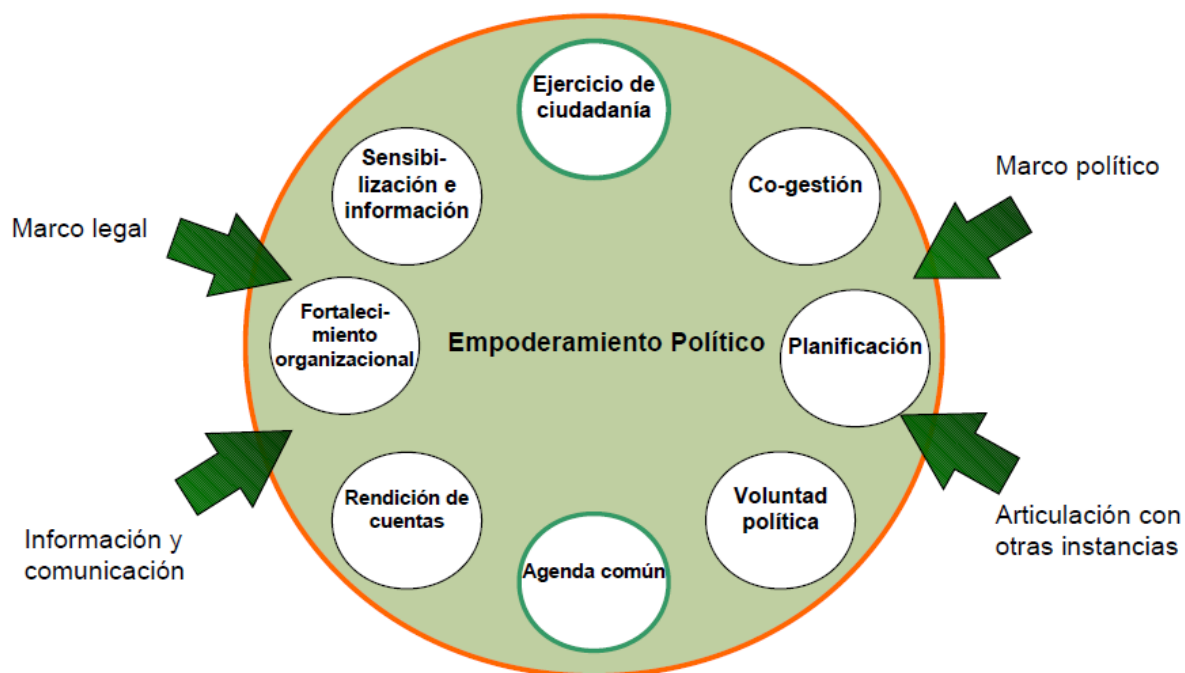 Ejercicio de
ciudadanía
Sensibi-
lización e
información
Co-gestión
Marco político
Marco legal
Fortaleci-
miento
organizacional
Empoderamiento Político
Planificación
Rendición de
cuentas
Voluntad
política
Información y
comunicación
Agenda común
Articulación con
otras instancias